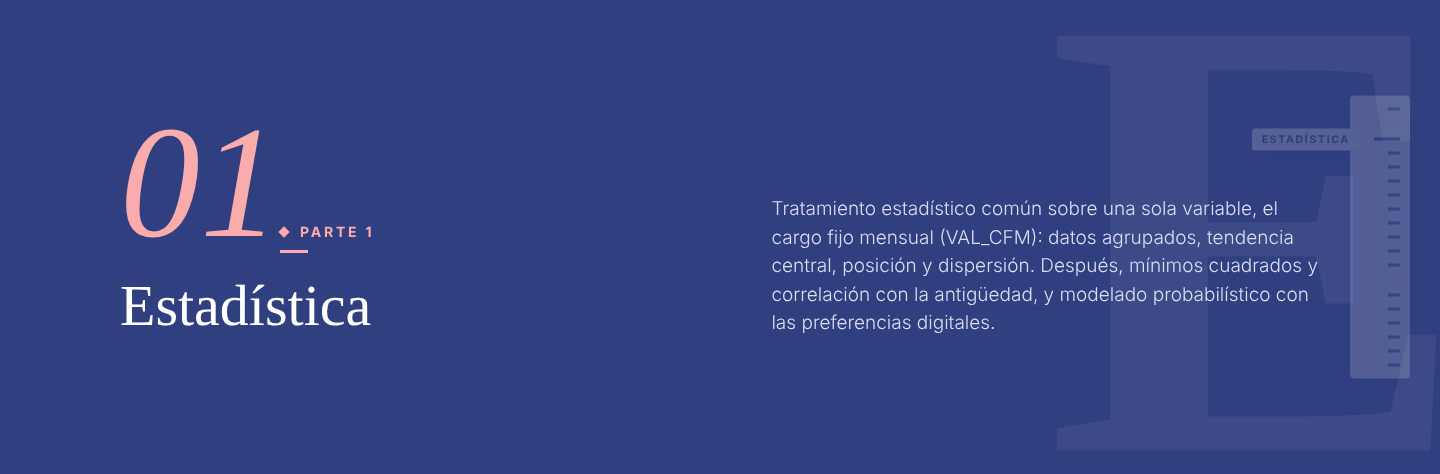 01
◆ PARTE 1
Estadística
Tratamiento estadístico común sobre una sola variable, el
cargo fijo mensual (VAL_CFM): datos agrupados, tendencia
central, posición y dispersión. Después, mínimos cuadrados y
correlación con la antigüedad, y modelado probabilístico con
las preferencias digitales.
E
ESTADÍSTICA